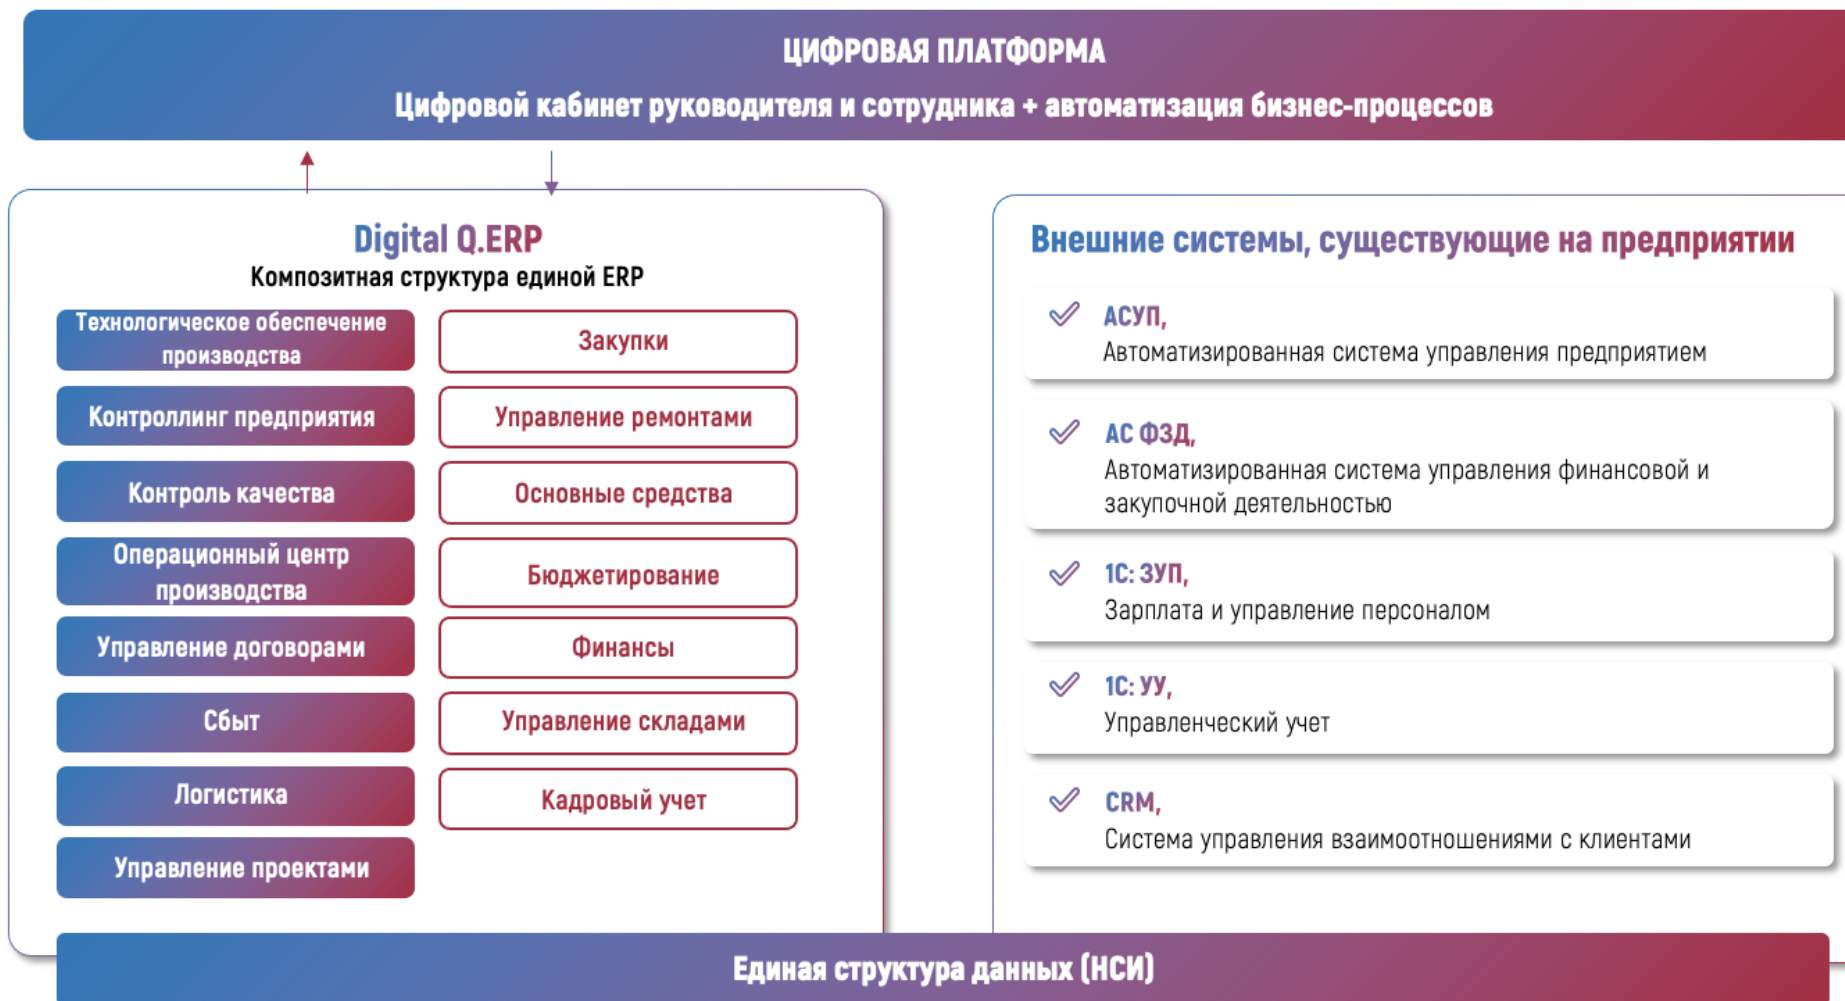 ЦИФРОВАЯ ПЛАТФОРМА
Цифровой кабинет руководителя и сотрудника + автоматизация бизнес-процессов
Digital Q.ERP
Композитная структура единой ERP
Технологическое обеспечение
производства
Контроллинг предприятия
Контроль качества
Операционный центр
производства
Управление договорами
Сбыт
Логистика
Управление проектами
Закупки
Управление ремонтами
Основные средства
Бюджетирование
Финансы
Управление складами
Кадровый учет
Внешние системы, существующие на предприятии
АСУП,
Автоматизированная система управления предприятием
АС ФЗД,
Автоматизированная система управления финансовой и
закупочной деятельностью
1С: ЗУП,
Зарплата и управление персоналом
1С: УУ,
Управленческий учет
CRM,
Система управления взаимоотношениями с клиентами
Единая структура данных (НСИ)